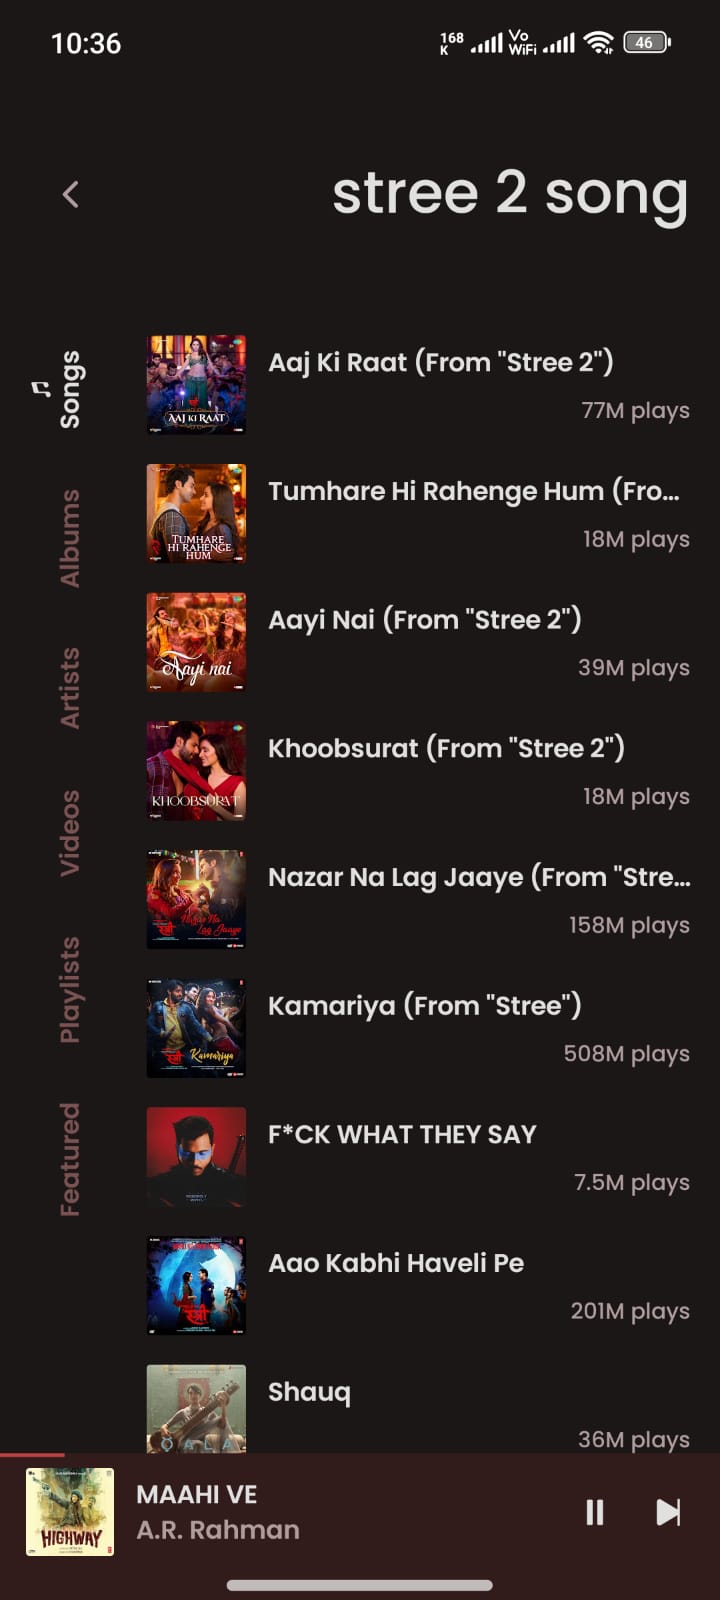 10:36
168
K
Vo
WiFi
46
stree 2 song
Songs
Albums
Artists
Videos
Playlists
Featured
AAJ KI RAAT
Aaj Ki Raat (From "Stree 2")
77M plays
TUMHARE
HI RAHENGE
HUM
Tumhare Hi Rahenge Hum (Fro...
18M plays
Aayi nai
Aayi Nai (From "Stree 2")
39M plays
KHOOBSURAT
Khoobsurat (From "Stree 2")
18M plays
स्त्री
Nazar Na
Lag Jaaye
Nazar Na Lag Jaaye (From "Stre...
158M plays
स्त्री
Kamariya
Kamariya (From "Stree")
508M plays
F*CK WHAT THEY SAY
7.5M plays
स्त्री
Aao Kabhi Haveli Pe
201M plays
QALA
Shauq
36M plays
HIGHWAY
MAAHI VE
A.R. Rahman